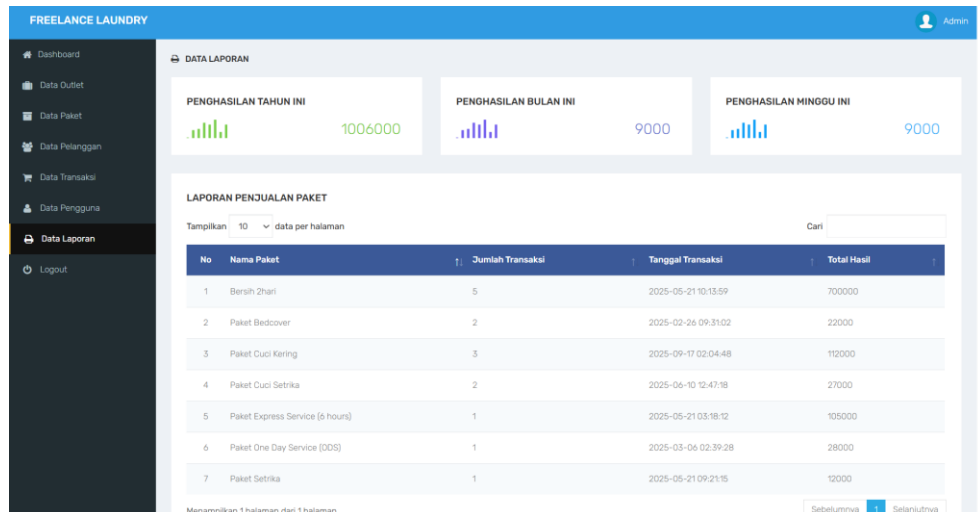 FREELANCE LAUNDRY
Admin
Dashboard
Data Outlet
Data Paket
Data Pelanggan
Data Transaksi
Data Pengguna
Data Laporan
Logout
DATA LAPORAN
PENGHASILAN TAHUN INI
1006000
PENGHASILAN BULAN INI
9000
PENGHASILAN MINGGU INI
9000
LAPORAN PENJUALAN PAKET
Tampilkan 10 data per halaman
Cari
No Nama Paket Jumlah Transaksi Tanggal Transaksi Total Hasil
1 Bersih 2hari 5 2025-05-21 10:13:59 700000
2 Paket Bedcover 2 2025-02-26 09:31:02 22000
3 Paket Cuci Kering 3 2025-09-17 02:04:48 112000
4 Paket Cuci Setrika 2 2025-06-10 12:47:18 27000
5 Paket Express Service (6 hours) 1 2025-05-21 03:18:12 105000
6 Paket One Day Service (ODS) 1 2025-03-06 02:39:28 28000
7 Paket Setrika 1 2025-05-21 09:21:15 12000
Menampilkan 1 halaman dari 1 halaman
Sebelumnya 1 Selanjutnya